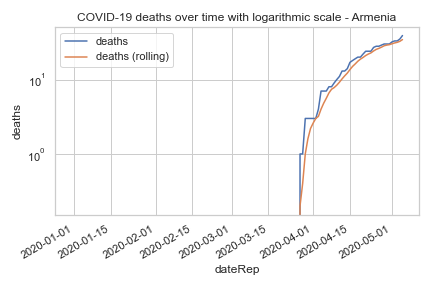 COVID-19 deaths over time with logarithmic scale - Armenia
deaths
deaths (rolling)
10¹
10⁰
deaths
2020-01-01
2020-01-15
2020-02-01
2020-02-15
2020-03-01
2020-03-15
2020-04-01
2020-04-15
2020-05-01
dateRep